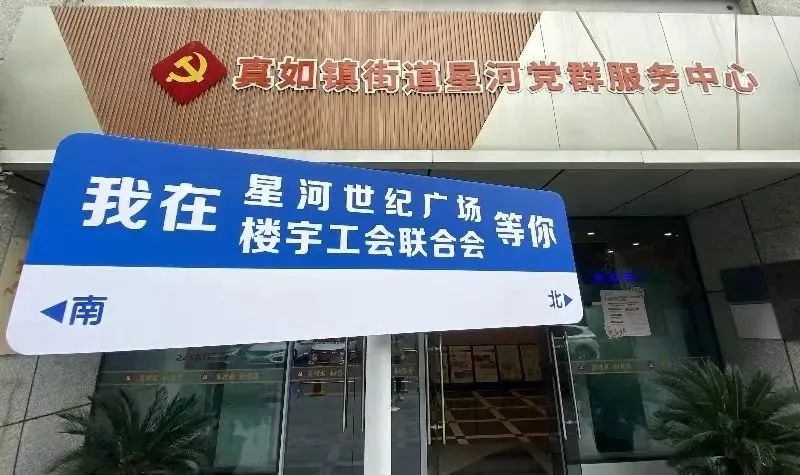 真如镇街道星河党群服务中心
我在
星河世纪广场
楼宇工会联合会
等你
南
北